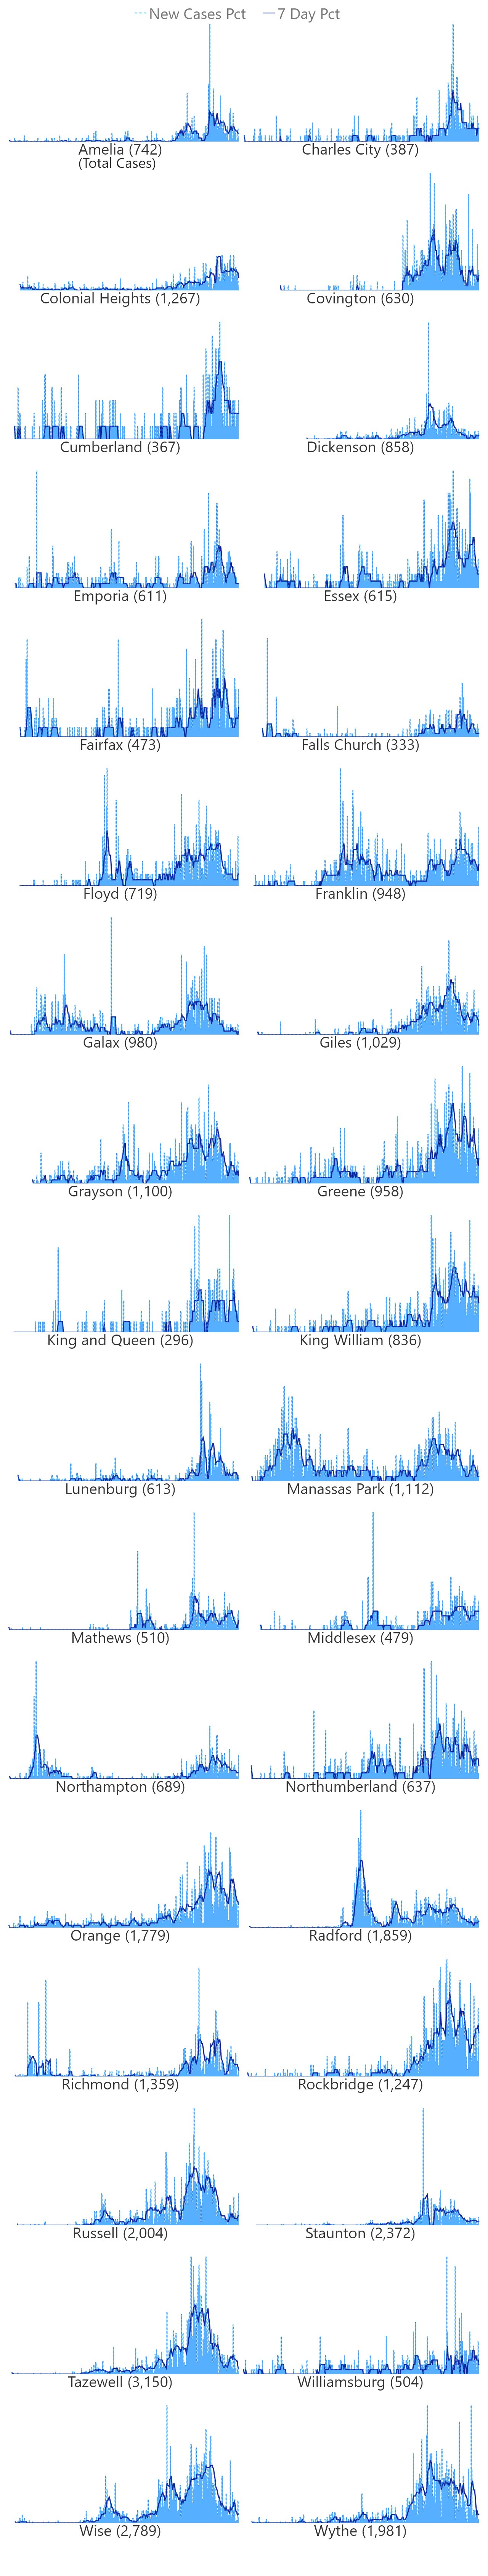 New Cases Pct 7 Day Pct
Amelia (742) Charles City (387)
(Total Cases)
Colonial Heights (1,267) Covington (630)
Cumberland (367) Dickenson (858)
Emporia (611) Essex (615)
Fairfax (473) Falls Church (333)
Floyd (719) Franklin (948)
Galax (980) Giles (1,029)
Grayson (1,100) Greene (958)
King and Queen (296) King William (836)
Lunenburg (613) Manassas Park (1,112)
Mathews (510) Middlesex (479)
Northampton (689) Northumberland (637)
Orange (1,779) Radford (1,859)
Richmond (1,359) Rockbridge (1,247)
Russell (2,004) Staunton (2,372)
Tazewell (3,150) Williamsburg (504)
Wise (2,789) Wythe (1,981)